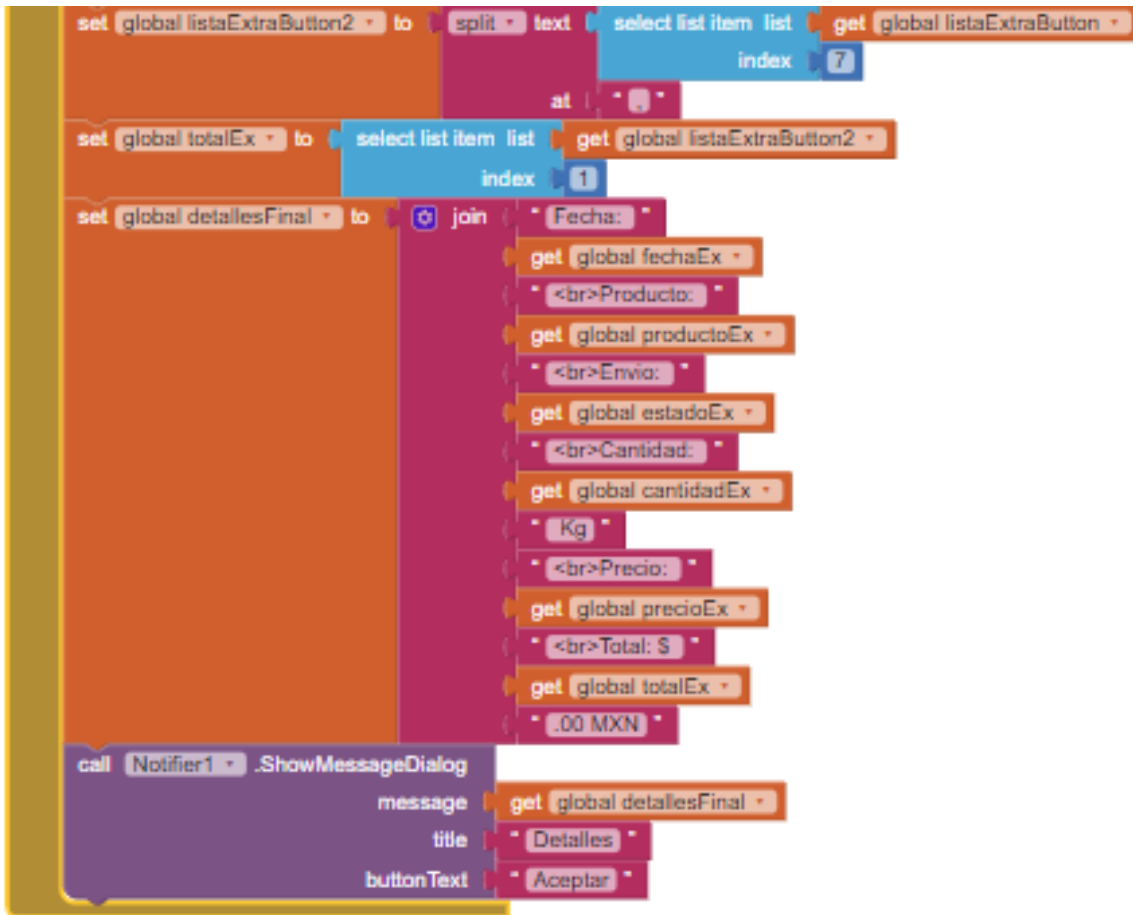 set global listaExtraButton2 to split text select list item list get global listaExtraButton
index 7
at " , "
set global totalEx to select list item list get global listaExtraButton2
index 1
set global detallesFinal to join " Fecha: "
get global fechaEx
" <br>Producto: "
get global productoEx
" <br>Envio: "
get global estadoEx
" <br>Cantidad: "
get global cantidadEx
" Kg "
" <br>Precio: "
get global precioEx
" <br>Total: $ "
get global totalEx
" .00 MXN "
call Notifier1 .ShowMessageDialog
message get global detallesFinal
title " Detalles "
buttonText " Aceptar "